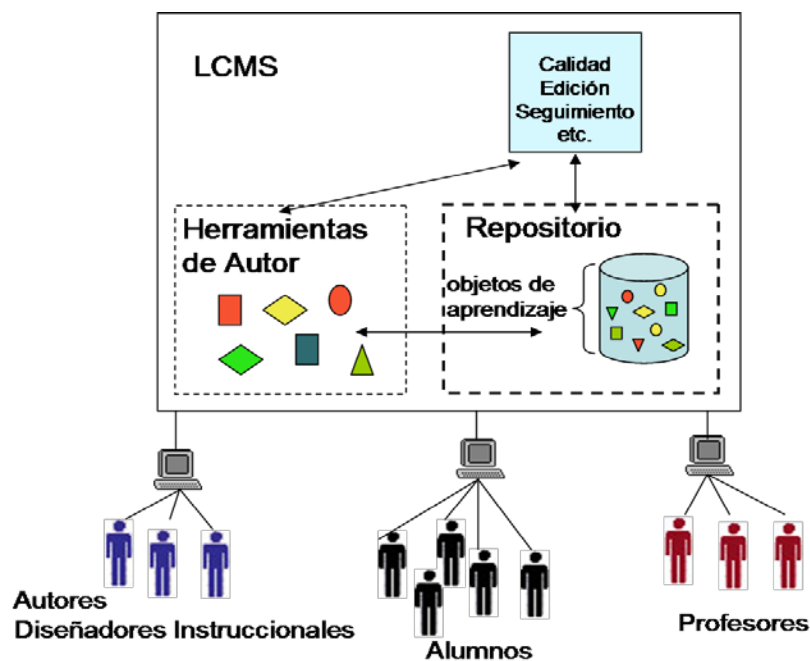 LCMS
Calidad
Edición
Seguimiento
etc.
Herramientas
de Autor
Repositorio
objetos de
aprendizaje
Autores
Diseñadores Instruccionales
Alumnos
Profesores